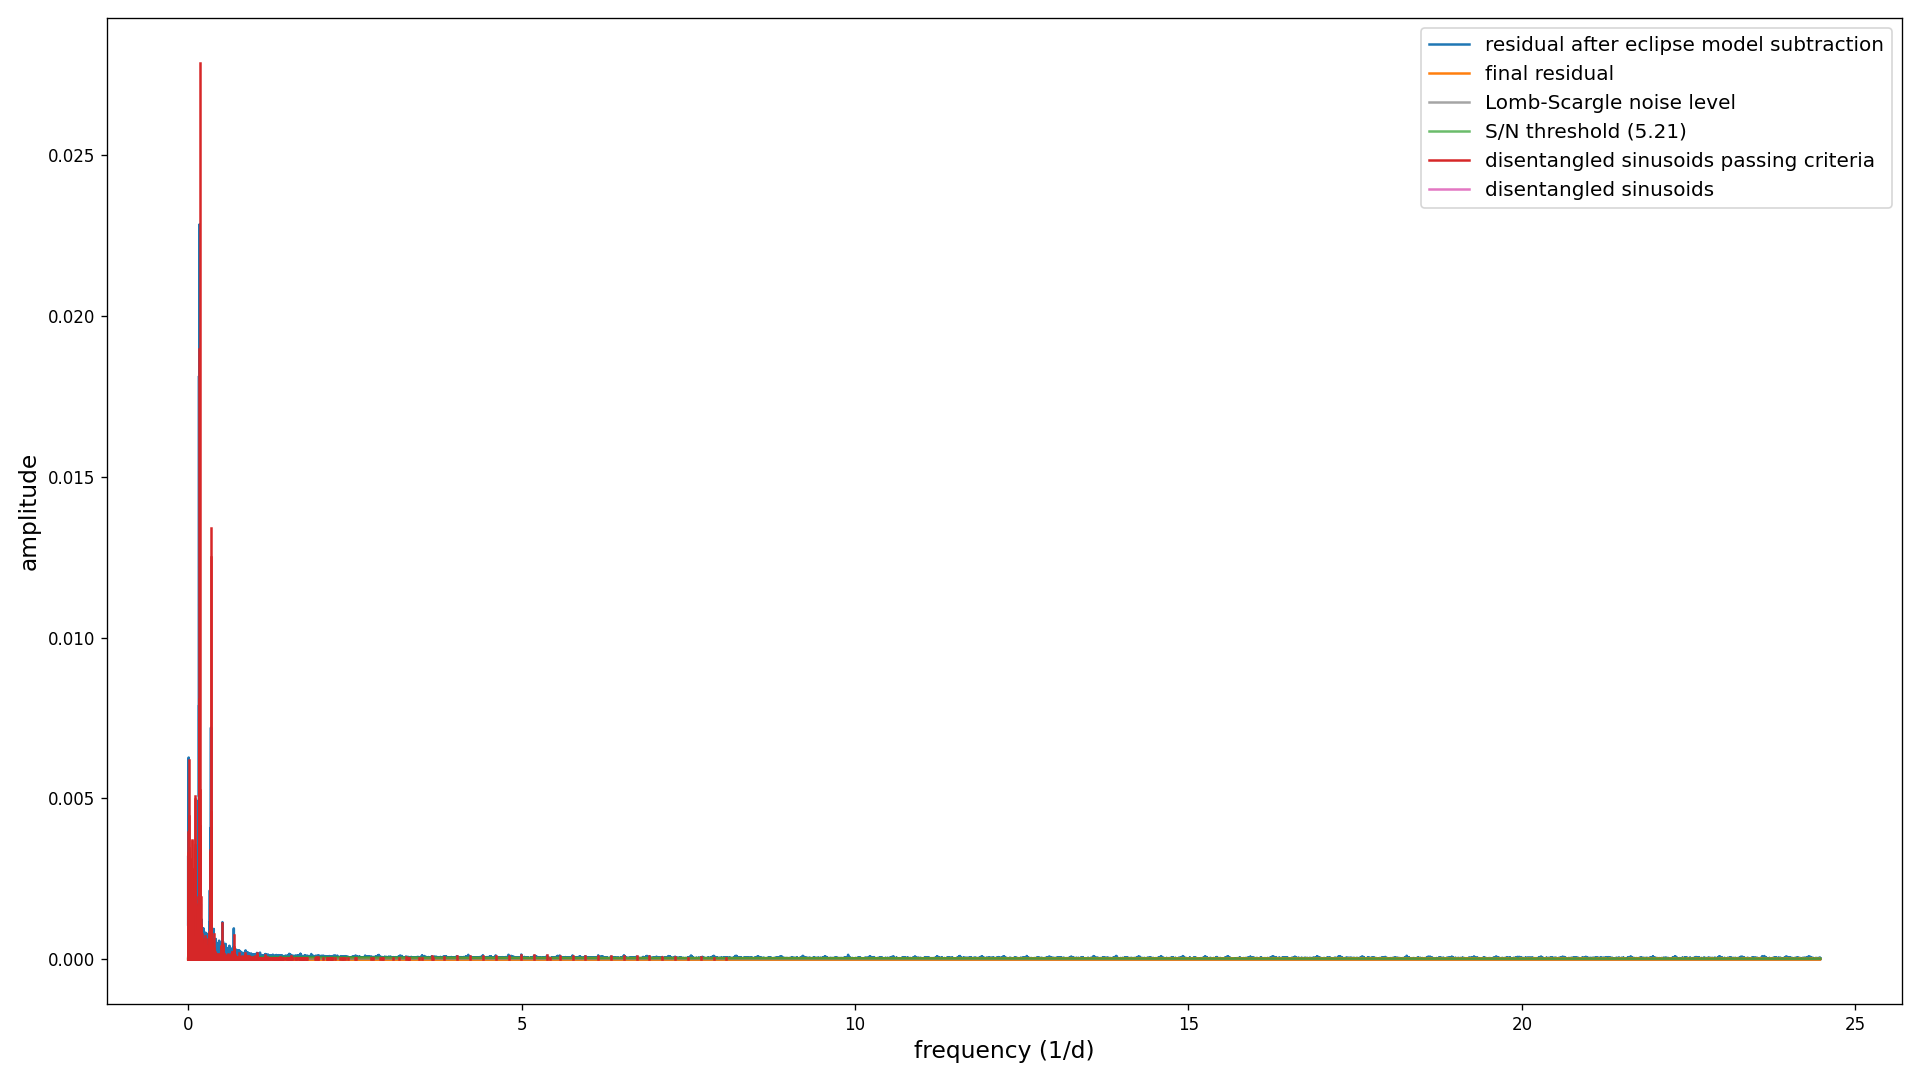 residual after eclipse model subtraction
final residual
Lomb-Scargle noise level
S/N threshold (5.21)
disentangled sinusoids passing criteria
disentangled sinusoids
0.025
0.020
0.015
0.010
0.005
0.000
amplitude
0 5 10 15 20 25
frequency (1/d)